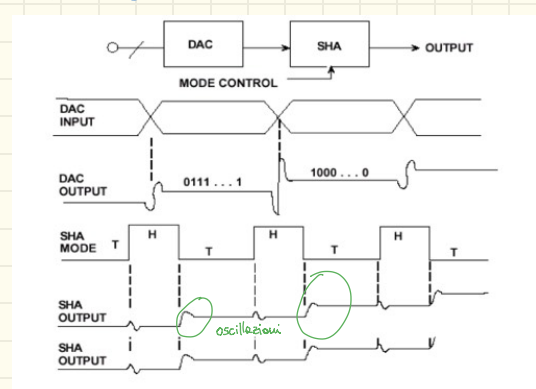 DAC SHA OUTPUT
MODE CONTROL
DAC
INPUT
DAC
OUTPUT
0111 . . . 1 1000 . . . 0
SHA
MODE T H T H T H T
SHA
OUTPUT
oscillazioni
SHA
OUTPUT